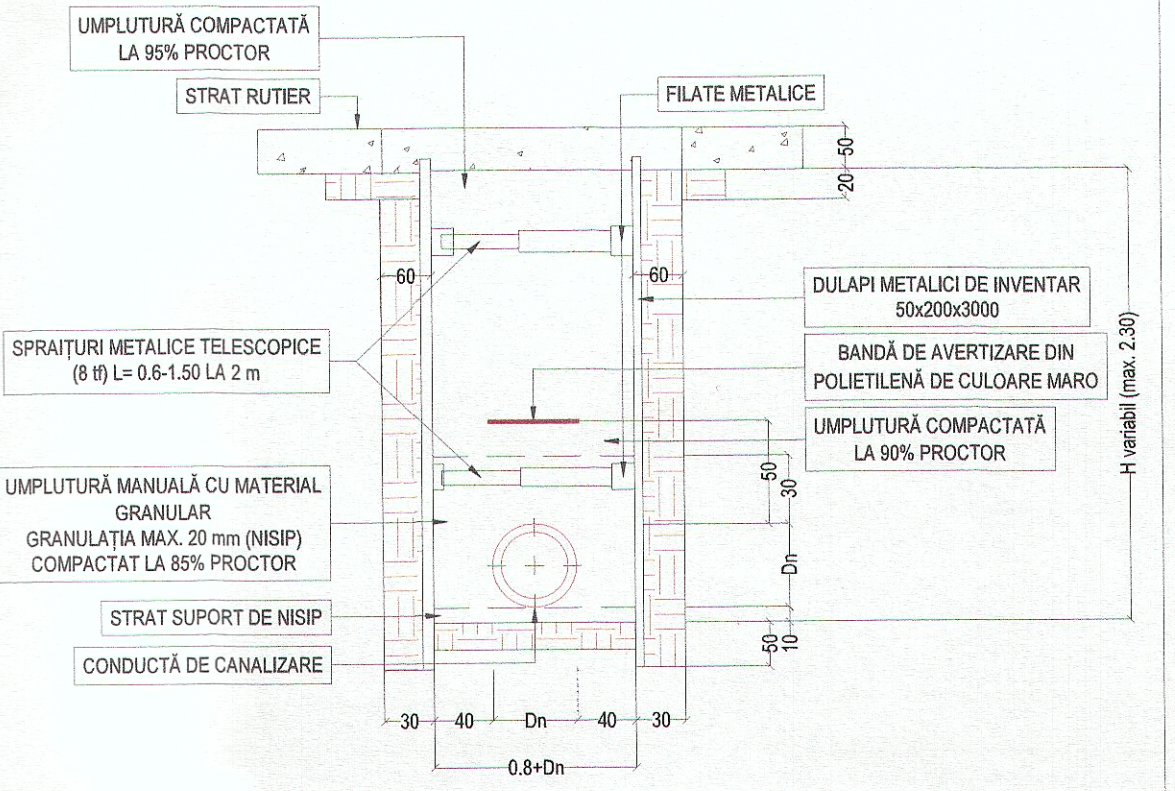 UMPLUTURĂ COMPACTATĂ
LA 95% PROCTOR
STRAT RUTIER
FILATE METALICE
50
20
60
60
DULAPI METALICI DE INVENTAR
50x200x3000
SPRAIȚURI METALICE TELESCOPICE
(8 tf) L= 0.6-1.50 LA 2 m
BANDĂ DE AVERTIZARE DIN
POLIETILENĂ DE CULOARE MARO
H variabil (max. 2.30)
UMPLUTURĂ COMPACTATĂ
LA 90% PROCTOR
50
30
UMPLUTURĂ MANUALĂ CU MATERIAL
GRANULAR
GRANULAȚIA MAX. 20 mm (NISIP)
COMPACTAT LA 85% PROCTOR
Dn
STRAT SUPORT DE NISIP
50
10
CONDUCTĂ DE CANALIZARE
30
40
Dn
40
30
0.8+Dn